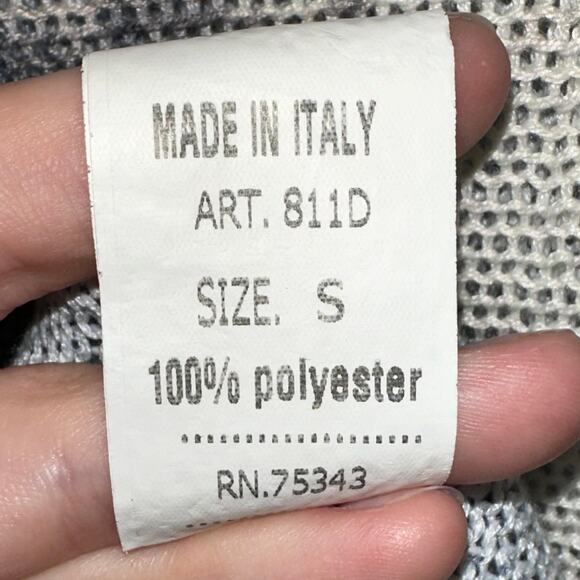 MADE IN ITALY
ART. 811D
SIZE. S
100% polyester
RN.75343